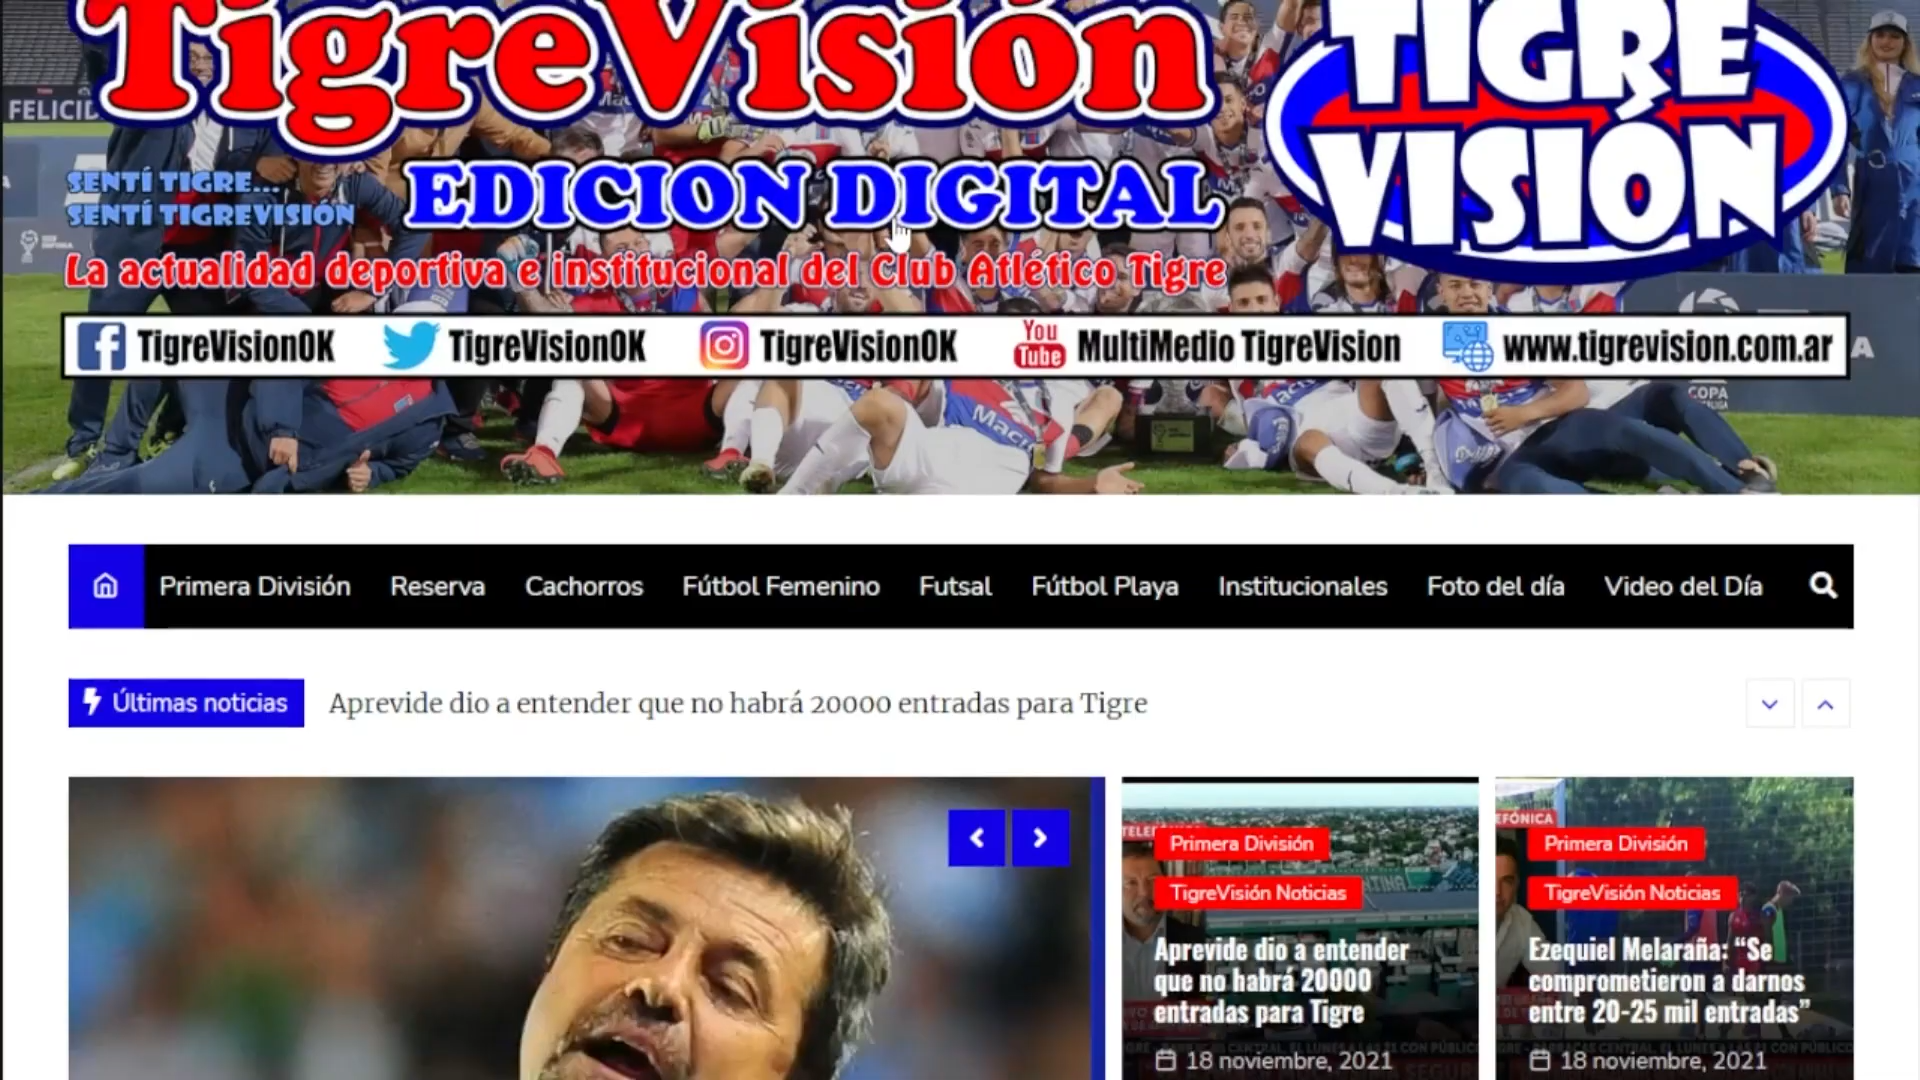 TigreVisión
TIGRE
VISIÓN
FELICID
SENTÍ TIGRE...
SENTÍ TIGREVISIÓN
EDICION DIGITAL
La actualidad deportiva e institucional del Club Atlético Tigre
TigreVisionOK TigreVisionOK TigreVisionOK You Tube MultiMedio TigreVision www.tigrevision.com.ar
Macr
COPA
Primera División Reserva Cachorros Fútbol Femenino Futsal Fútbol Playa Institucionales Foto del día Video del Día
Últimas noticias Aprevide dio a entender que no habrá 20000 entradas para Tigre
Primera División
TigreVisión Noticias
Aprevide dio a entender
que no habrá 20000
entradas para Tigre
18 noviembre, 2021
EFÓNICA
Primera División
TigreVisión Noticias
Ezequiel Melaraña: “Se
comprometieron a darnos
entre 20-25 mil entradas”
18 noviembre, 2021